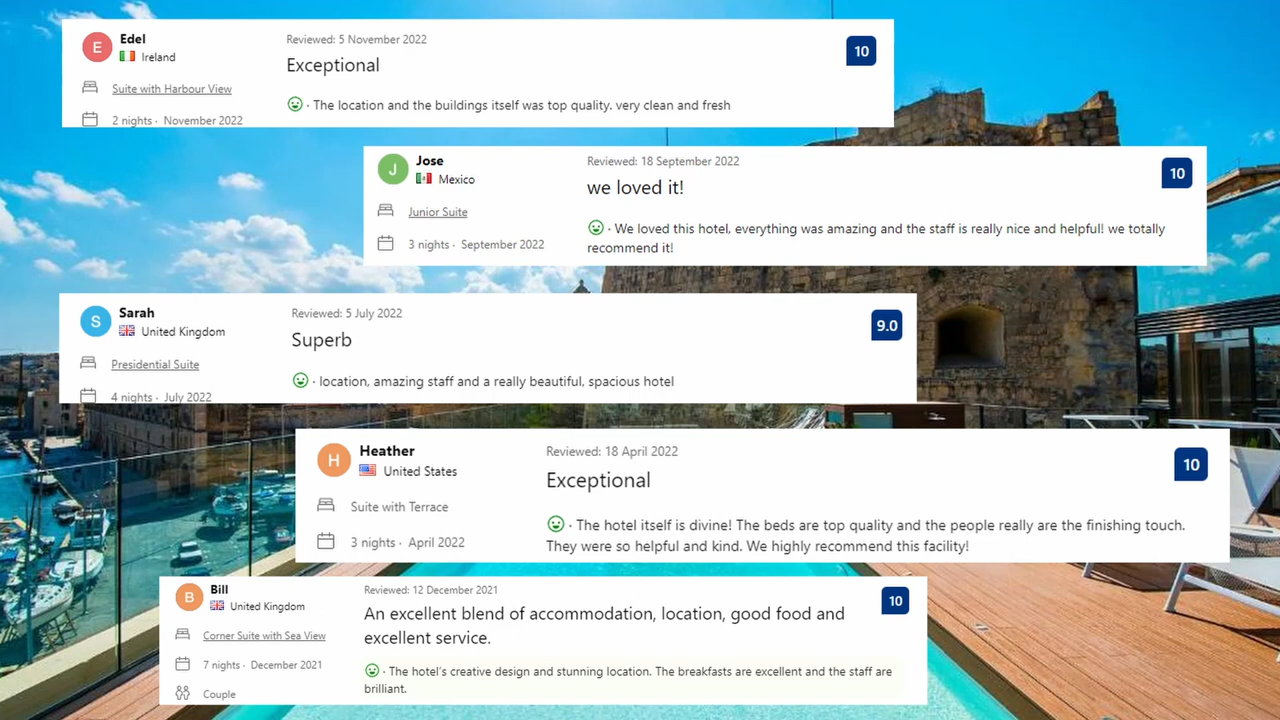 E
Edel
Ireland
Suite with Harbour View
2 nights · November 2022
Reviewed: 5 November 2022
Exceptional
· The location and the buildings itself was top quality. very clean and fresh
10
J
Jose
Mexico
Junior Suite
3 nights · September 2022
Reviewed: 18 September 2022
we loved it!
· We loved this hotel, everything was amazing and the staff is really nice and helpful! we totally
recommend it!
10
S
Sarah
United Kingdom
Presidential Suite
4 nights · July 2022
Reviewed: 5 July 2022
Superb
· location, amazing staff and a really beautiful, spacious hotel
9.0
H
Heather
United States
Suite with Terrace
3 nights · April 2022
Reviewed: 18 April 2022
Exceptional
· The hotel itself is divine! The beds are top quality and the people really are the finishing touch.
They were so helpful and kind. We highly recommend this facility!
10
B
Bill
United Kingdom
Corner Suite with Sea View
7 nights · December 2021
Couple
Reviewed: 12 December 2021
An excellent blend of accommodation, location, good food and
excellent service.
· The hotel's creative design and stunning location. The breakfasts are excellent and the staff are
brilliant.
10